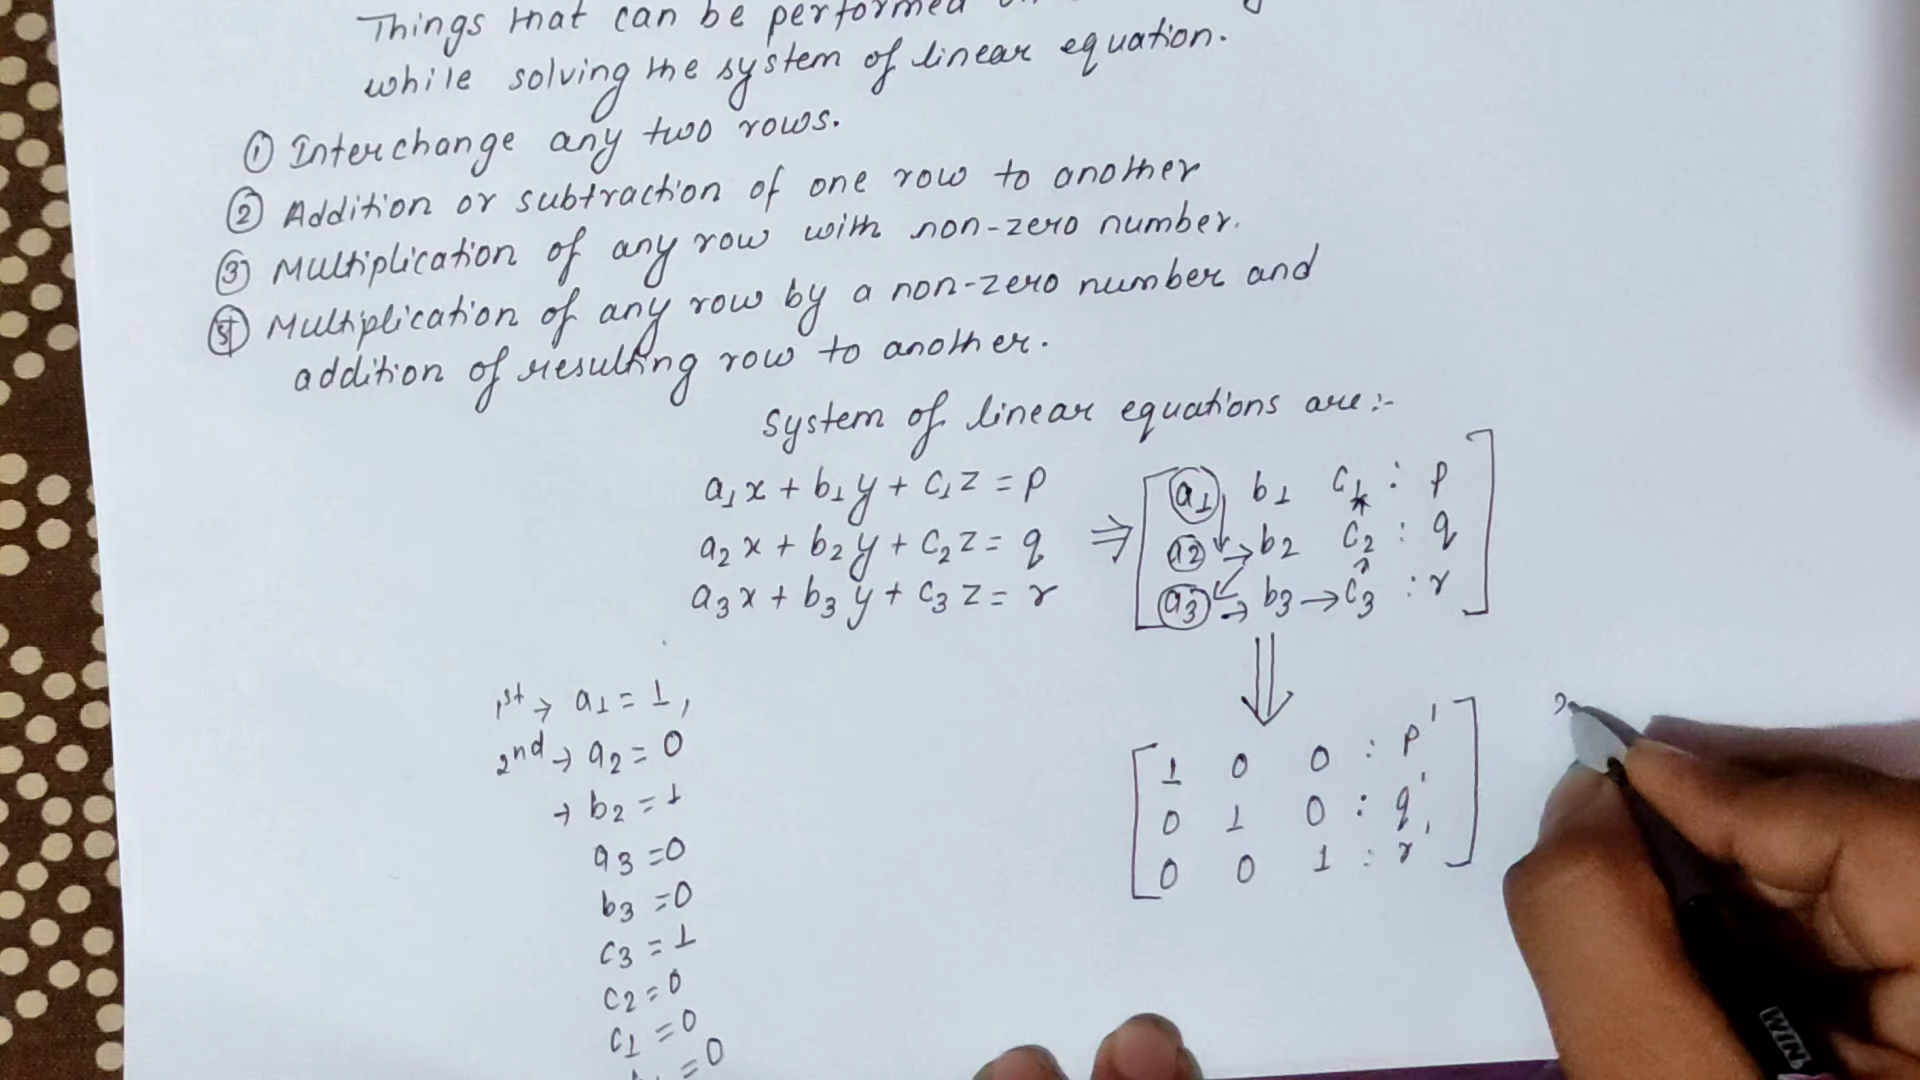 Things that can be performed
while solving the system of linear equation.
① Interchange any two rows.
② Addition or subtraction of one row to another
③ Multiplication of any row with non-zero number.
Multiplication of any row by a non-zero number and
addition of resulting row to another.
System of linear equations are :-
a₁x + b₁y + c₁z = p
a₂x + b₂y + c₂z = q
a₃x + b₃y + c₃z = r
⇒
a₁ b₁ c₁ : p
a₂ → b₂ c₂ : q
a₃ → b₃ → c₃ : r
⇓
1 0 0 : p'
0 1 0 : q'
0 0 1 : r'
1st → a₁ = 1,
2nd → a₂ = 0
→ b₂ = 1
a₃ = 0
b₃ = 0
c₃ = 1
c₂ = 0
c₁ = 0
= 0
WIN